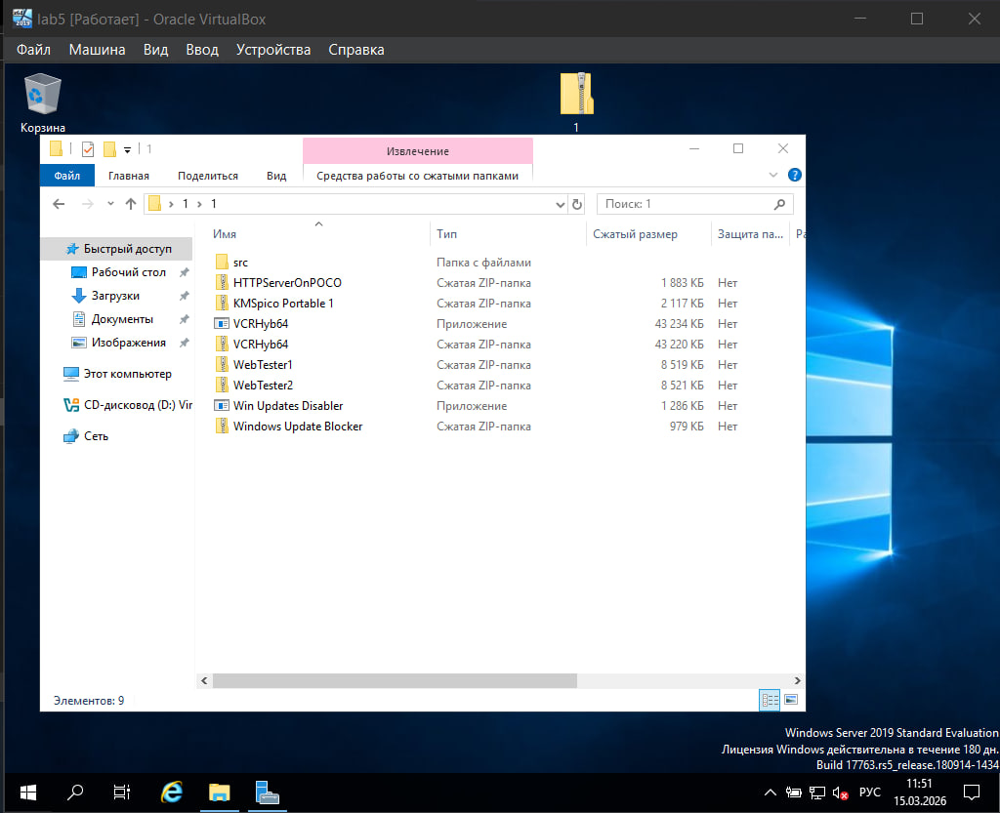 lab5 [Работает] - Oracle VirtualBox
Файл Машина Вид Ввод Устройства Справка
Корзина
1
1
Извлечение
Файл Главная Поделиться Вид Средства работы со сжатыми папками
1 1
Поиск: 1
Быстрый доступ
Рабочий стол
Загрузки
Документы
Изображения
Этот компьютер
CD-дисковод (D:) Vir
Сеть
Имя Тип Сжатый размер Защита па... Ра
src Папка с файлами
HTTPServerOnPOCO Сжатая ZIP-папка 1 883 КБ Нет
KMSpico Portable 1 Сжатая ZIP-папка 2 117 КБ Нет
VCRHyb64 Приложение 43 234 КБ Нет
VCRHyb64 Сжатая ZIP-папка 43 220 КБ Нет
WebTester1 Сжатая ZIP-папка 8 519 КБ Нет
WebTester2 Сжатая ZIP-папка 8 521 КБ Нет
Win Updates Disabler Приложение 1 286 КБ Нет
Windows Update Blocker Сжатая ZIP-папка 979 КБ Нет
Элементов: 9
Windows Server 2019 Standard Evaluation
Лицензия Windows действительна в течение 180 дн.
Build 17763.rs5_release.180914-1434
РУС
11:51
15.03.2026